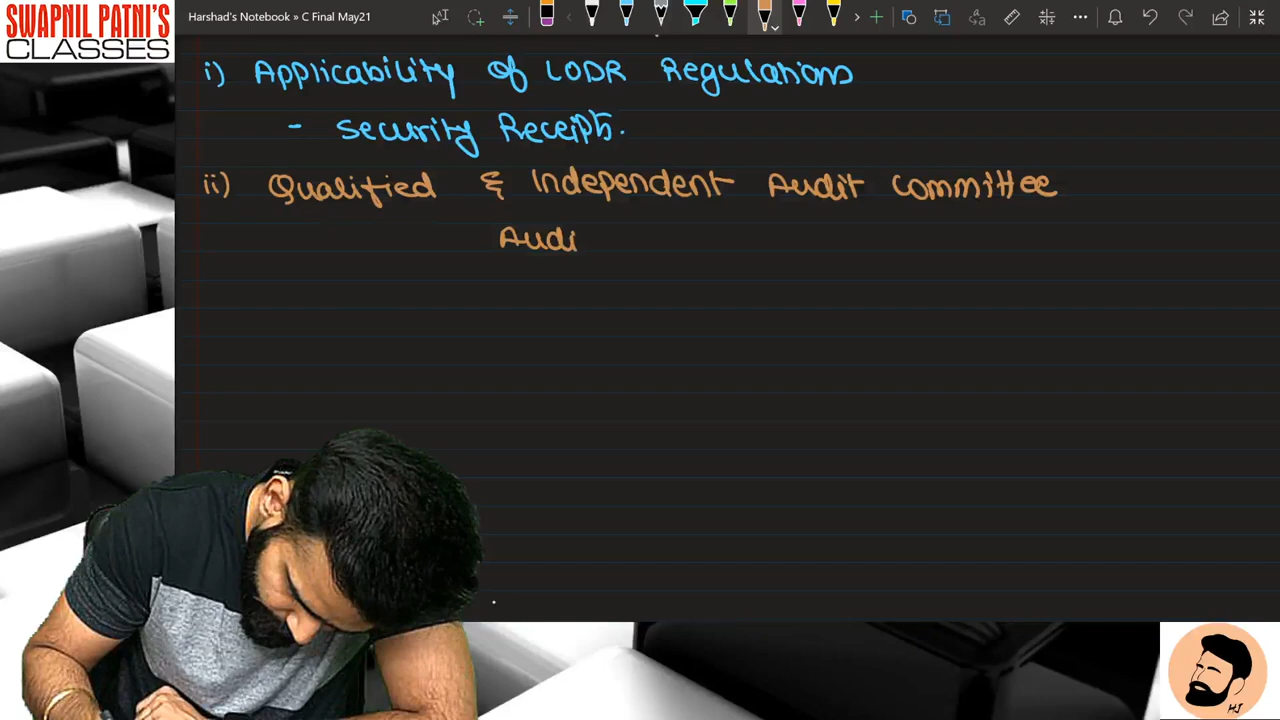 SWAPNIL PATNI'S
CLASSES
Harshad's Notebook » C Final May21
i) Applicability of LODR Regulations
- Security Receipts.
ii) Qualified & Independent Audit Committee
Audi
HJ